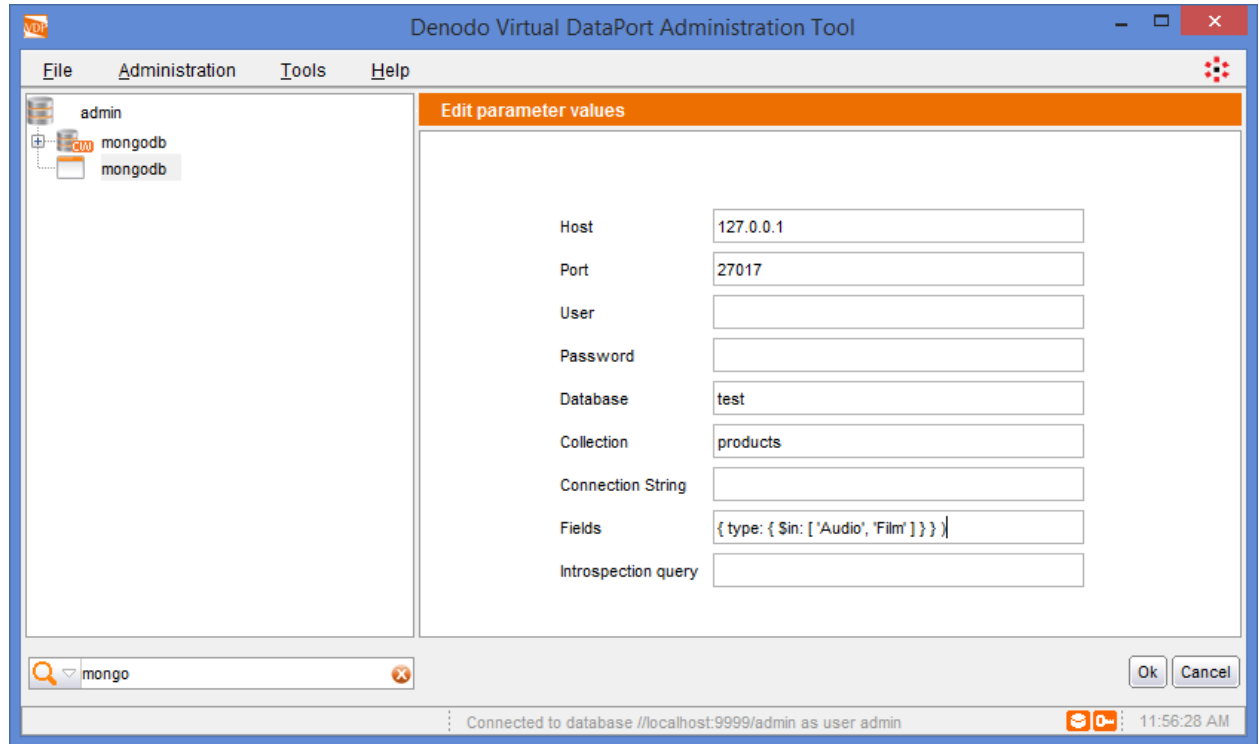 VDP
Denodo Virtual DataPort Administration Tool
File Administration Tools Help
admin
mongodb
CW
mongodb
Edit parameter values
Host 127.0.0.1
Port 27017
User
Password
Database test
Collection products
Connection String
Fields { type: { $in: [ 'Audio', 'Film' ] } } )
Introspection query
mongo
Ok Cancel
Connected to database //localhost:9999/admin as user admin
11:56:28 AM